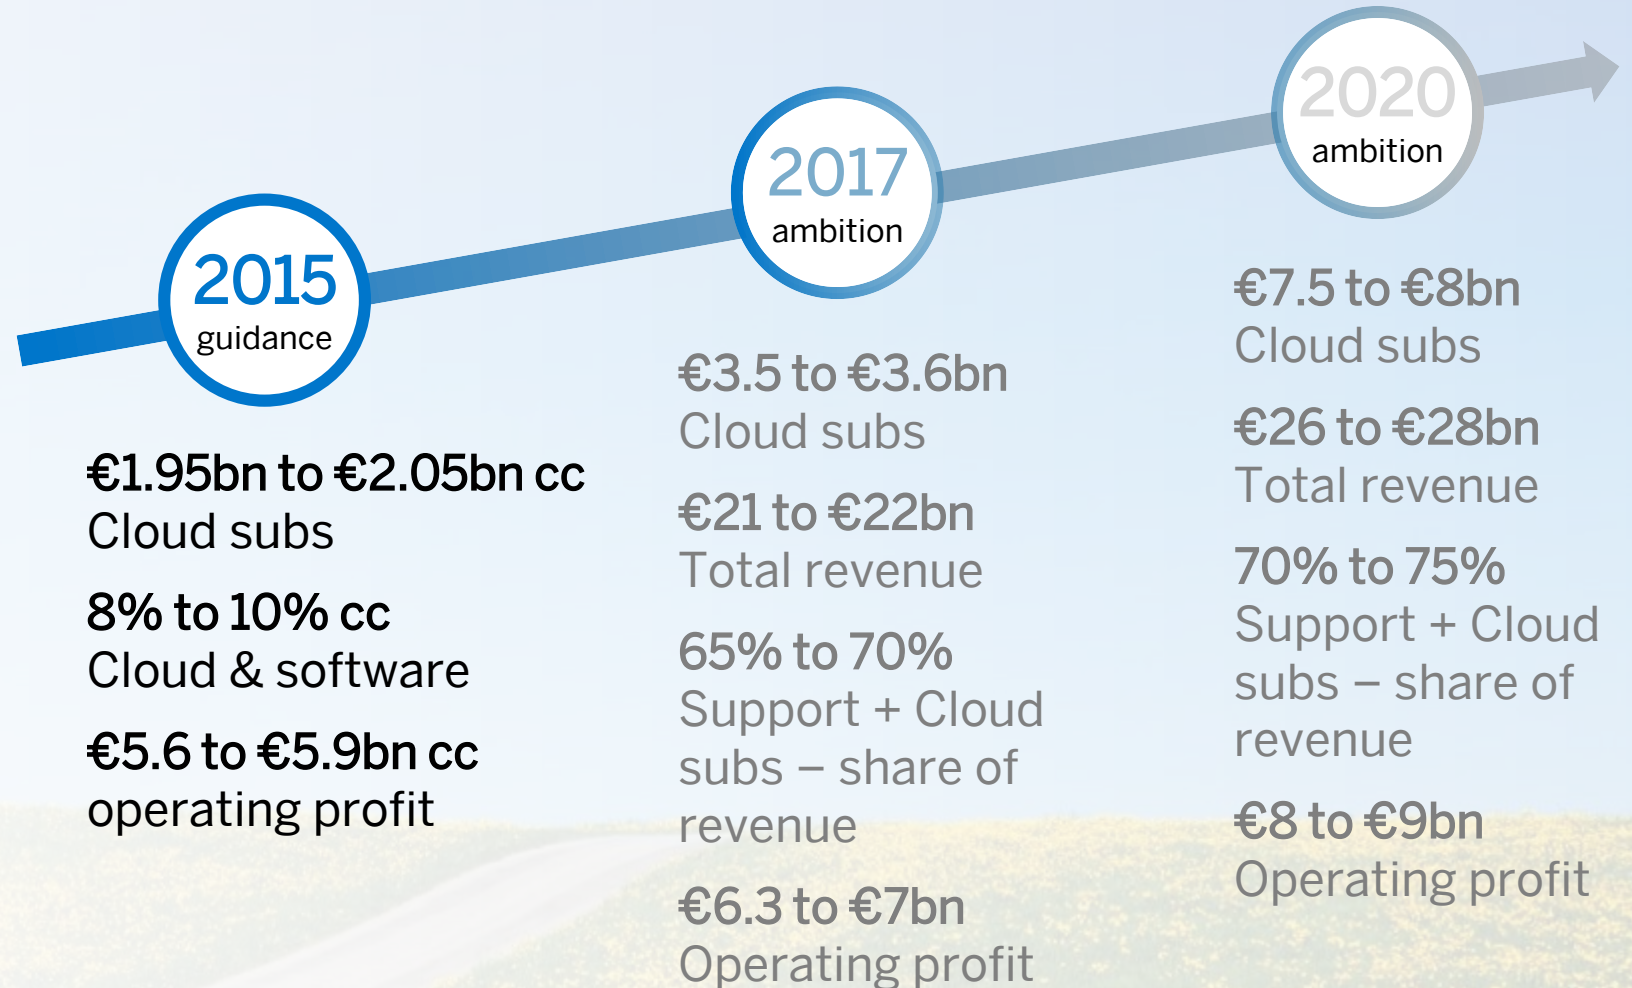 2015
guidance
€1.95bn to €2.05bn cc
Cloud subs
8% to 10% cc
Cloud & software
€5.6 to €5.9bn cc
operating profit
2017
ambition
€3.5 to €3.6bn
Cloud subs
€21 to €22bn
Total revenue
65% to 70%
Support + Cloud
subs – share of
revenue
€6.3 to €7bn
Operating profit
2020
ambition
€7.5 to €8bn
Cloud subs
€26 to €28bn
Total revenue
70% to 75%
Support + Cloud
subs – share of
revenue
€8 to €9bn
Operating profit